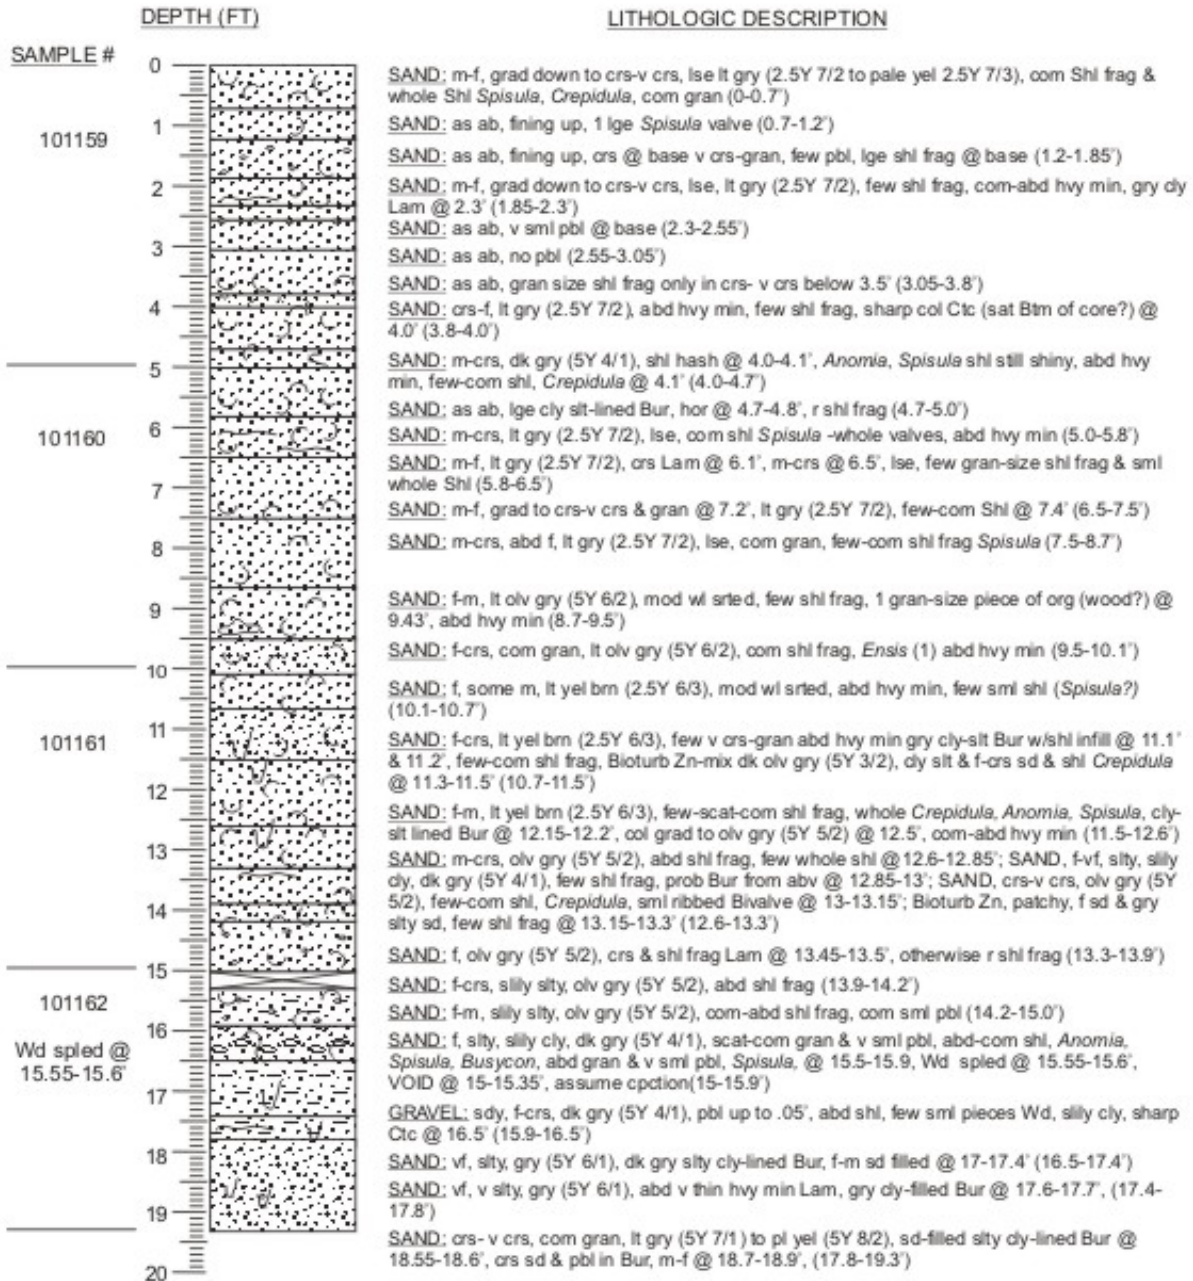 DEPTH (FT)
LITHOLOGIC DESCRIPTION
SAMPLE #
0
1
2
3
4
5
6
7
8
9
10
11
12
13
14
15
16
17
18
19
20
101159
101160
101161
101162
Wd spled @
15.55-15.6'
SAND: m-f, grad down to crs-v crs, lse lt gry (2.5Y 7/2 to pale yel 2.5Y 7/3), com Shl frag &
whole Shl Spisula, Crepidula, com gran (0-0.7')
SAND: as ab, fining up, 1 lge Spisula valve (0.7-1.2')
SAND: as ab, fining up, crs @ base v crs-gran, few pbl, lge shl frag @ base (1.2-1.85')
SAND: m-f, grad down to crs-v crs, lse, lt gry (2.5Y 7/2), few shl frag, com-abd hvy min, gry cly
Lam @ 2.3' (1.85-2.3')
SAND: as ab, v sml pbl @ base (2.3-2.55')
SAND: as ab, no pbl (2.55-3.05')
SAND: as ab, gran size shl frag only in crs- v crs below 3.5' (3.05-3.8')
SAND: crs-f, lt gry (2.5Y 7/2), abd hvy min, few shl frag, sharp col Ctc (sat Btm of core?) @
4.0' (3.8-4.0')
SAND: m-crs, dk gry (5Y 4/1), shl hash @ 4.0-4.1', Anomia, Spisula shl still shiny, abd hvy
min, few-com shl, Crepidula @ 4.1' (4.0-4.7')
SAND: as ab, lge cly slt-lined Bur, hor @ 4.7-4.8', r shl frag (4.7-5.0')
SAND: m-crs, lt gry (2.5Y 7/2), lse, com shl Spisula -whole valves, abd hvy min (5.0-5.8')
SAND: m-f, lt gry (2.5Y 7/2), crs Lam @ 6.1', m-crs @ 6.5', lse, few gran-size shl frag & sml
whole Shl (5.8-6.5')
SAND: m-f, grad to crs-v crs & gran @ 7.2', lt gry (2.5Y 7/2), few-com Shl @ 7.4' (6.5-7.5')
SAND: m-crs, abd f, lt gry (2.5Y 7/2), lse, com gran, few-com shl frag Spisula (7.5-8.7')
SAND: f-m, lt olv gry (5Y 6/2), mod wl srted, few shl frag, 1 gran-size piece of org (wood?) @
9.43', abd hvy min (8.7-9.5')
SAND: f-crs, com gran, lt olv gry (5Y 6/2), com shl frag, Ensis (1) abd hvy min (9.5-10.1')
SAND: f, some m, lt yel brn (2.5Y 6/3), mod wl srted, abd hvy min, few sml shl (Spisula?)
(10.1-10.7')
SAND: f-crs, lt yel brn (2.5Y 6/3), few v crs-gran abd hvy min gry cly-slt Bur w/shl infill @ 11.1'
& 11.2', few-com shl frag, Bioturb Zn-mix dk olv gry (5Y 3/2), cly slt & f-crs sd & shl Crepidula
@ 11.3-11.5' (10.7-11.5')
SAND: f-m, lt yel brn (2.5Y 6/3), few-scat-com shl frag, whole Crepidula, Anomia, Spisula, cly-
slt lined Bur @ 12.15-12.2', col grad to olv gry (5Y 5/2) @ 12.5', com-abd hvy min (11.5-12.6')
SAND: m-crs, olv gry (5Y 5/2), abd shl frag, few whole shl @12.6-12.85'; SAND, f-vf, slty, slily
cly, dk gry (5Y 4/1), few shl frag, prob Bur from abv @ 12.85-13'; SAND, crs-v crs, olv gry (5Y
5/2), few-com shl, Crepidula, sml ribbed Bivalve @ 13-13.15'; Bioturb Zn, patchy, f sd & gry
slty sd, few shl frag @ 13.15-13.3' (12.6-13.3')
SAND: f, olv gry (5Y 5/2), crs & shl frag Lam @ 13.45-13.5', otherwise r shl frag (13.3-13.9')
SAND: f-crs, slily slty, olv gry (5Y 5/2), abd shl frag (13.9-14.2')
SAND: f-m, slily slty, olv gry (5Y 5/2), com-abd shl frag, com sml pbl (14.2-15.0')
SAND: f, slty, slily cly, dk gry (5Y 4/1), scat-com gran & v sml pbl, abd-com shl, Anomia,
Spisula, Busycon, abd gran & v sml pbl, Spisula, @ 15.5-15.9, Wd spled @ 15.55-15.6',
VOID @ 15-15.35', assume cpction(15-15.9')
GRAVEL: sdy, f-crs, dk gry (5Y 4/1), pbl up to .05', abd shl, few sml pieces Wd, slily cly, sharp
Ctc @ 16.5' (15.9-16.5')
SAND: vf, slty, gry (5Y 6/1), dk gry slty cly-lined Bur, f-m sd filled @ 17-17.4' (16.5-17.4')
SAND: vf, v slty, gry (5Y 6/1), abd v thin hvy min Lam, gry cly-filled Bur @ 17.6-17.7', (17.4-
17.8')
SAND: crs- v crs, com gran, lt gry (5Y 7/1) to pl yel (5Y 8/2), sd-filled slty cly-lined Bur @
18.55-18.6', crs sd & pbl in Bur, m-f @ 18.7-18.9', (17.8-19.3')